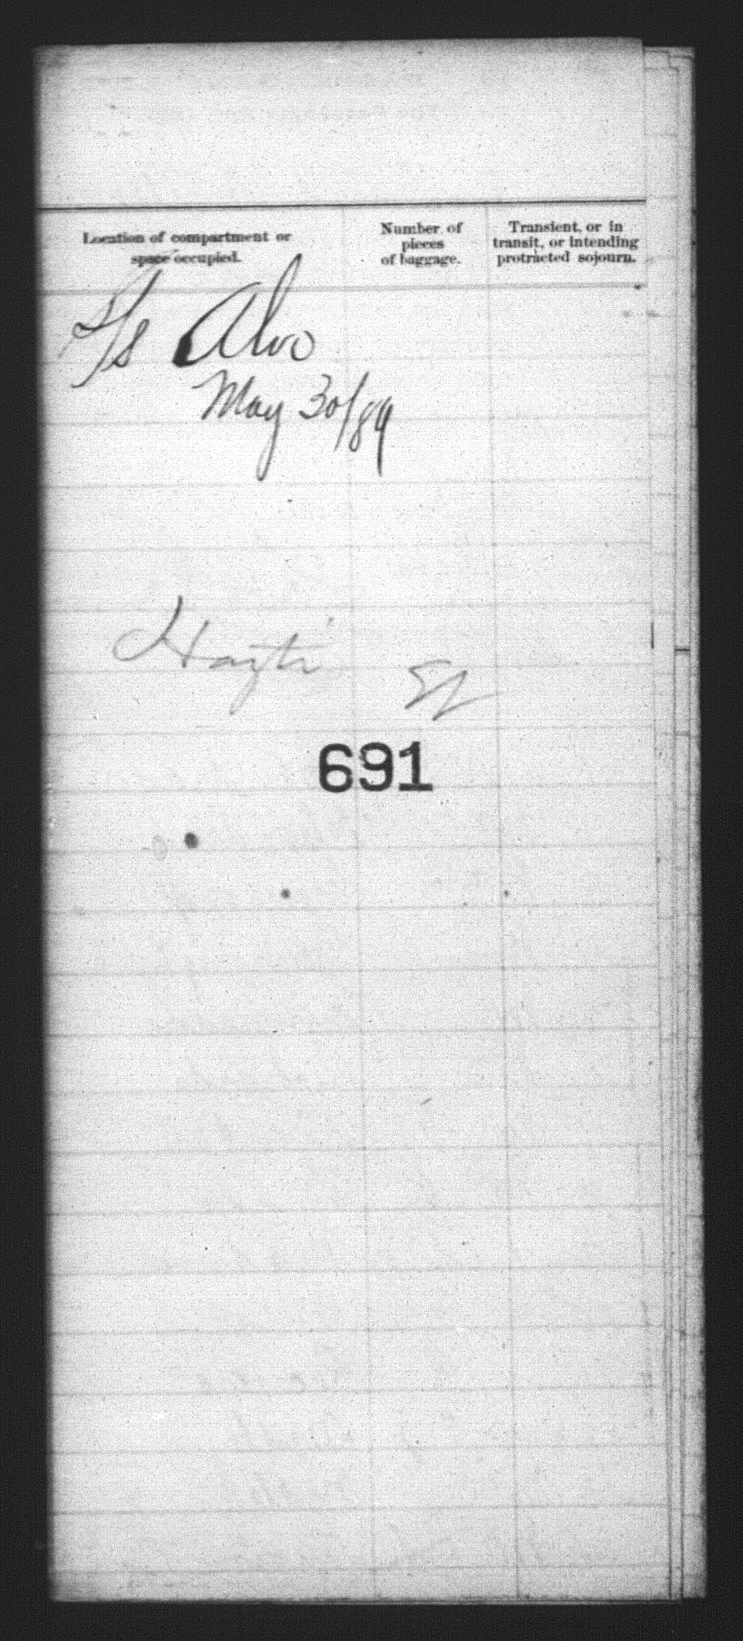 Location of compartment or
space occupied.
Number of
pieces
of baggage.
Transient, or in
transit, or intending
protracted sojourn.
S/S Alvo
May 30/89
Hayti
691